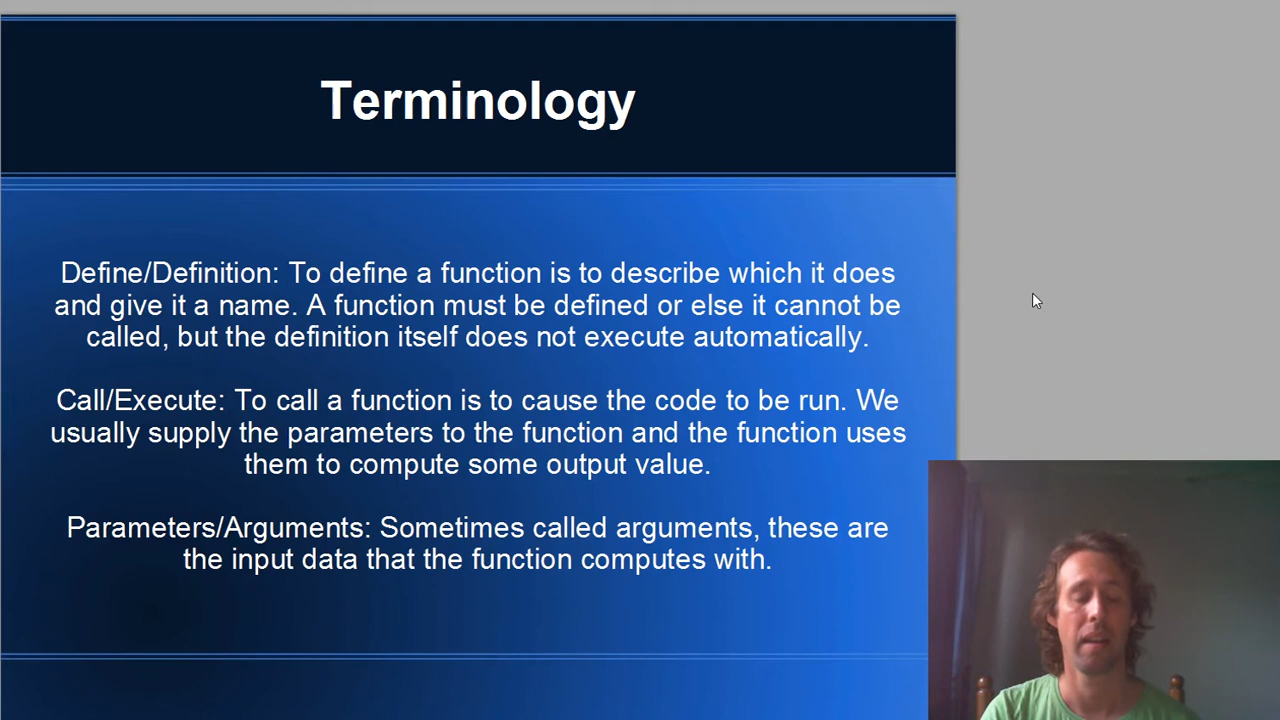 Terminology
Define/Definition: To define a function is to describe which it does
and give it a name. A function must be defined or else it cannot be
called, but the definition itself does not execute automatically.
Call/Execute: To call a function is to cause the code to be run. We
usually supply the parameters to the function and the function uses
them to compute some output value.
Parameters/Arguments: Sometimes called arguments, these are
the input data that the function computes with.